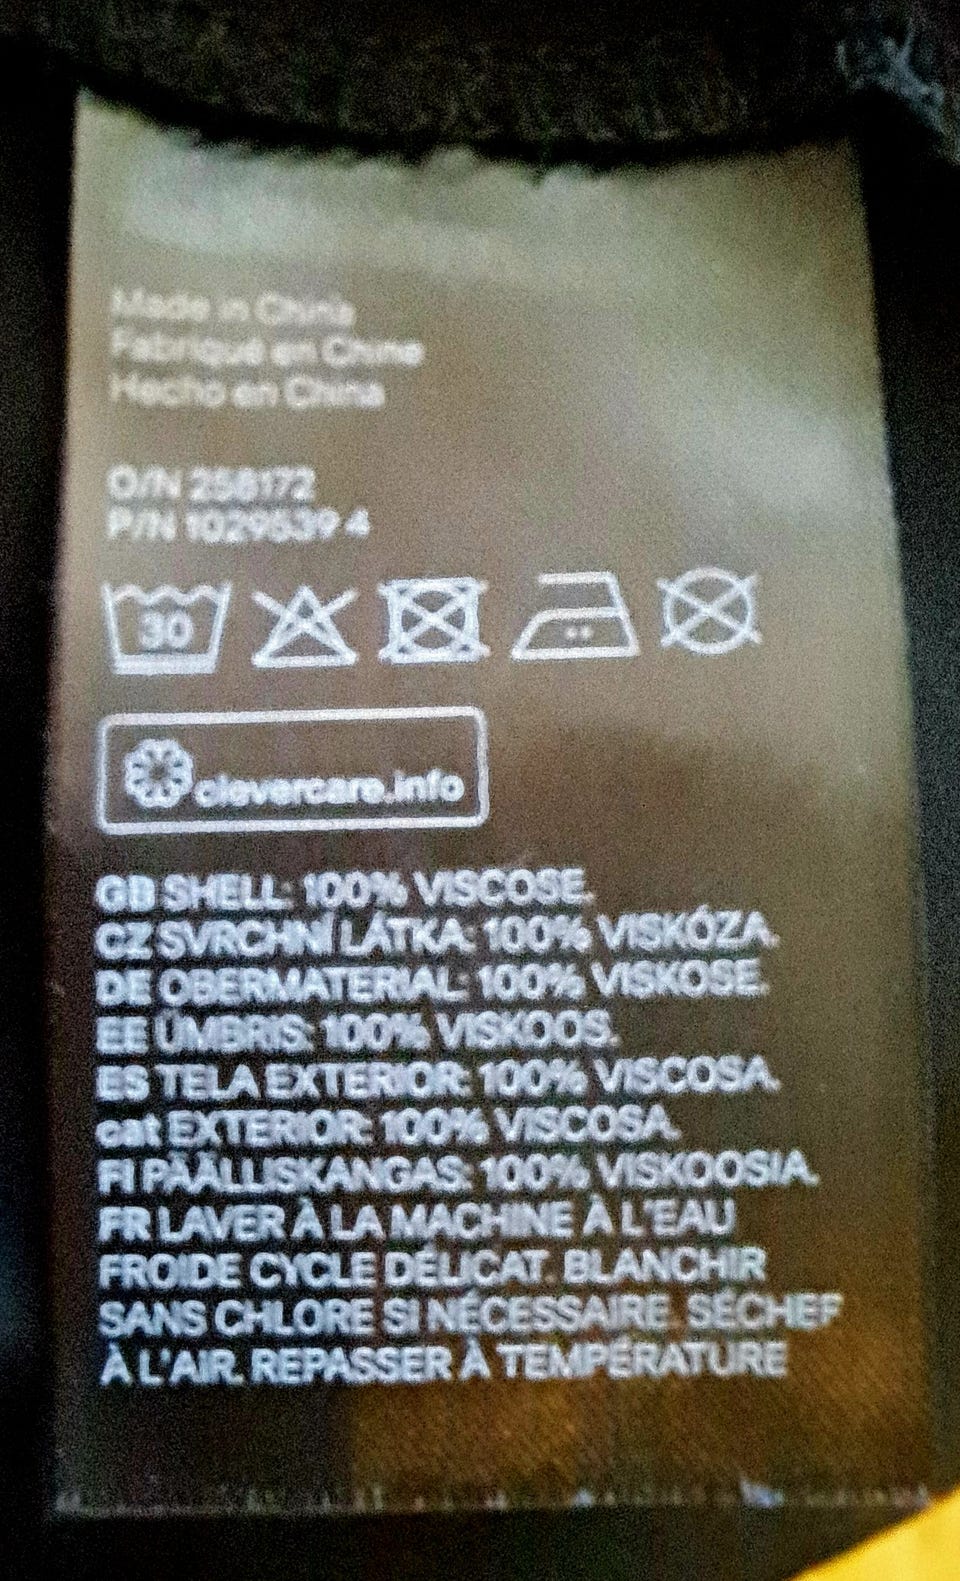 Made in China
Fabriqué en Chine
Hecho en China
O/N 258172
P/N 1029539 4
30
clevercare.info
GB SHELL: 100% VISCOSE.
CZ SVRCHNÍ LÁTKA: 100% VISKÓZA.
DE OBERMATERIAL: 100% VISKOSE.
EE ÜMBRIS: 100% VISKOOS.
ES TELA EXTERIOR: 100% VISCOSA.
cat EXTERIOR: 100% VISCOSA.
FI PÄÄLLISKANGAS: 100% VISKOOSIA.
FR LAVER À LA MACHINE À L'EAU
FROIDE CYCLE DÉLICAT. BLANCHIR
SANS CHLORE SI NÉCESSAIRE. SÉCHER
À L'AIR. REPASSER À TEMPÉRATURE